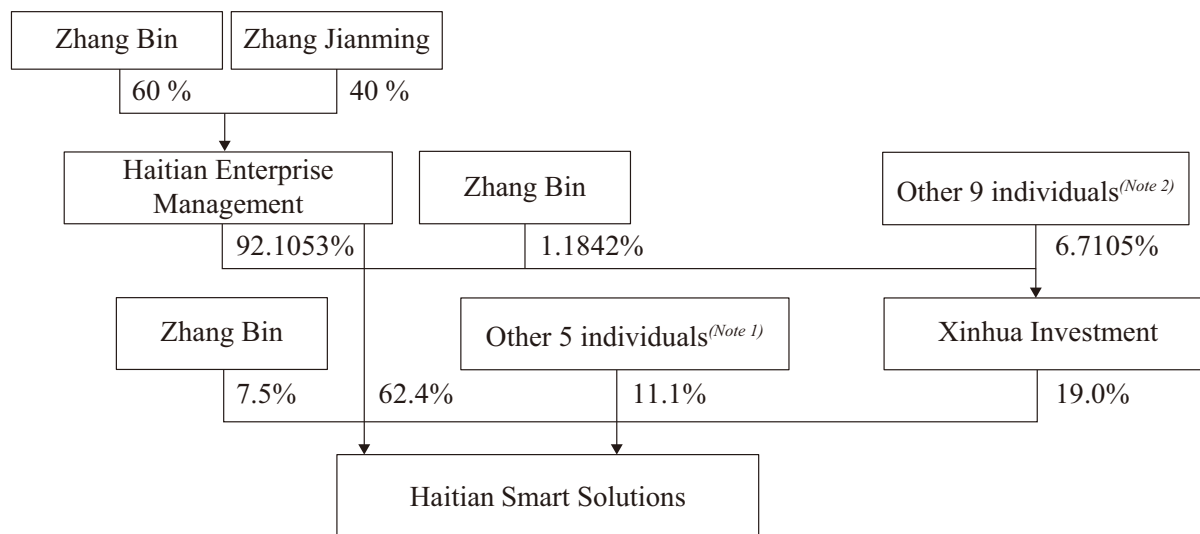 Zhang Bin
Zhang Jianming
60 %
40 %
Haitian Enterprise
Management
Zhang Bin
Other 9 individuals(Note 2)
92.1053%
1.1842%
6.7105%
Zhang Bin
Other 5 individuals(Note 1)
Xinhua Investment
7.5%
62.4%
11.1%
19.0%
Haitian Smart Solutions